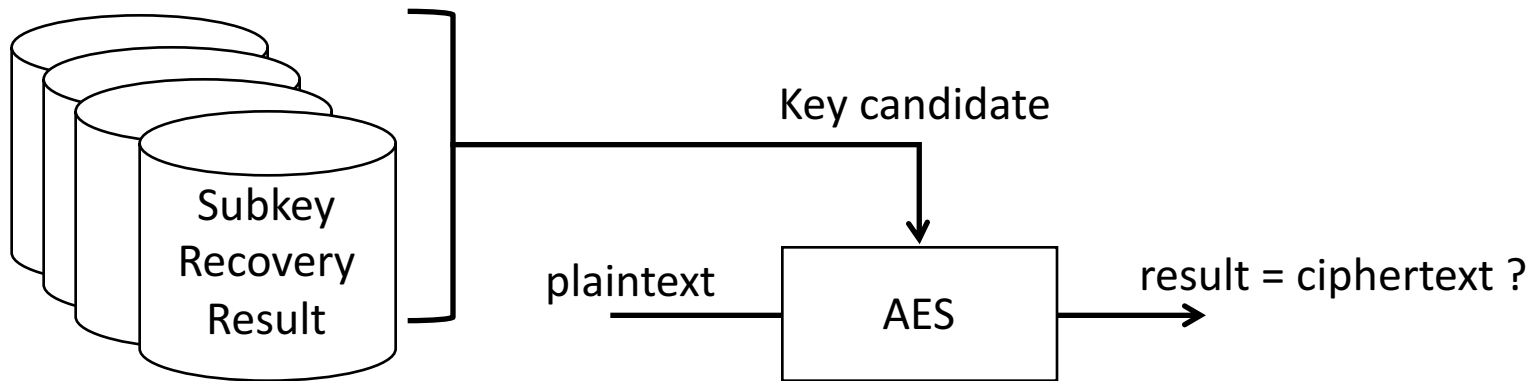 Key candidate
Subkey
Recovery
Result
plaintext
AES
result = ciphertext ?